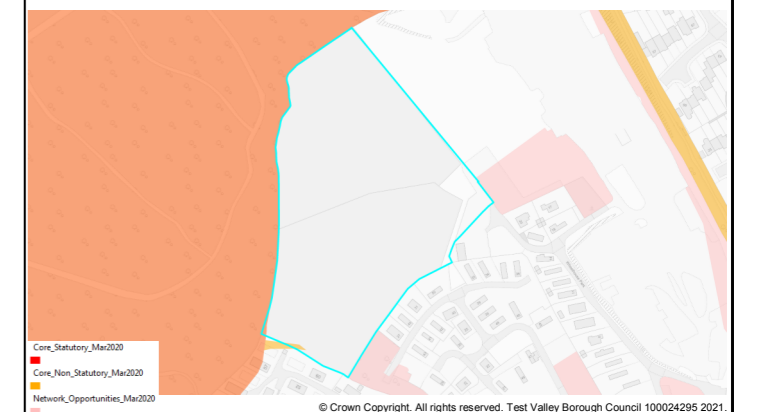 Core_Statutory_Mar2020
Core_Non_Statutory_Mar2020
Network_Opportunities_Mar2020
© Crown Copyright. All rights reserved. Test Valley Borough Council 100024295 2021.